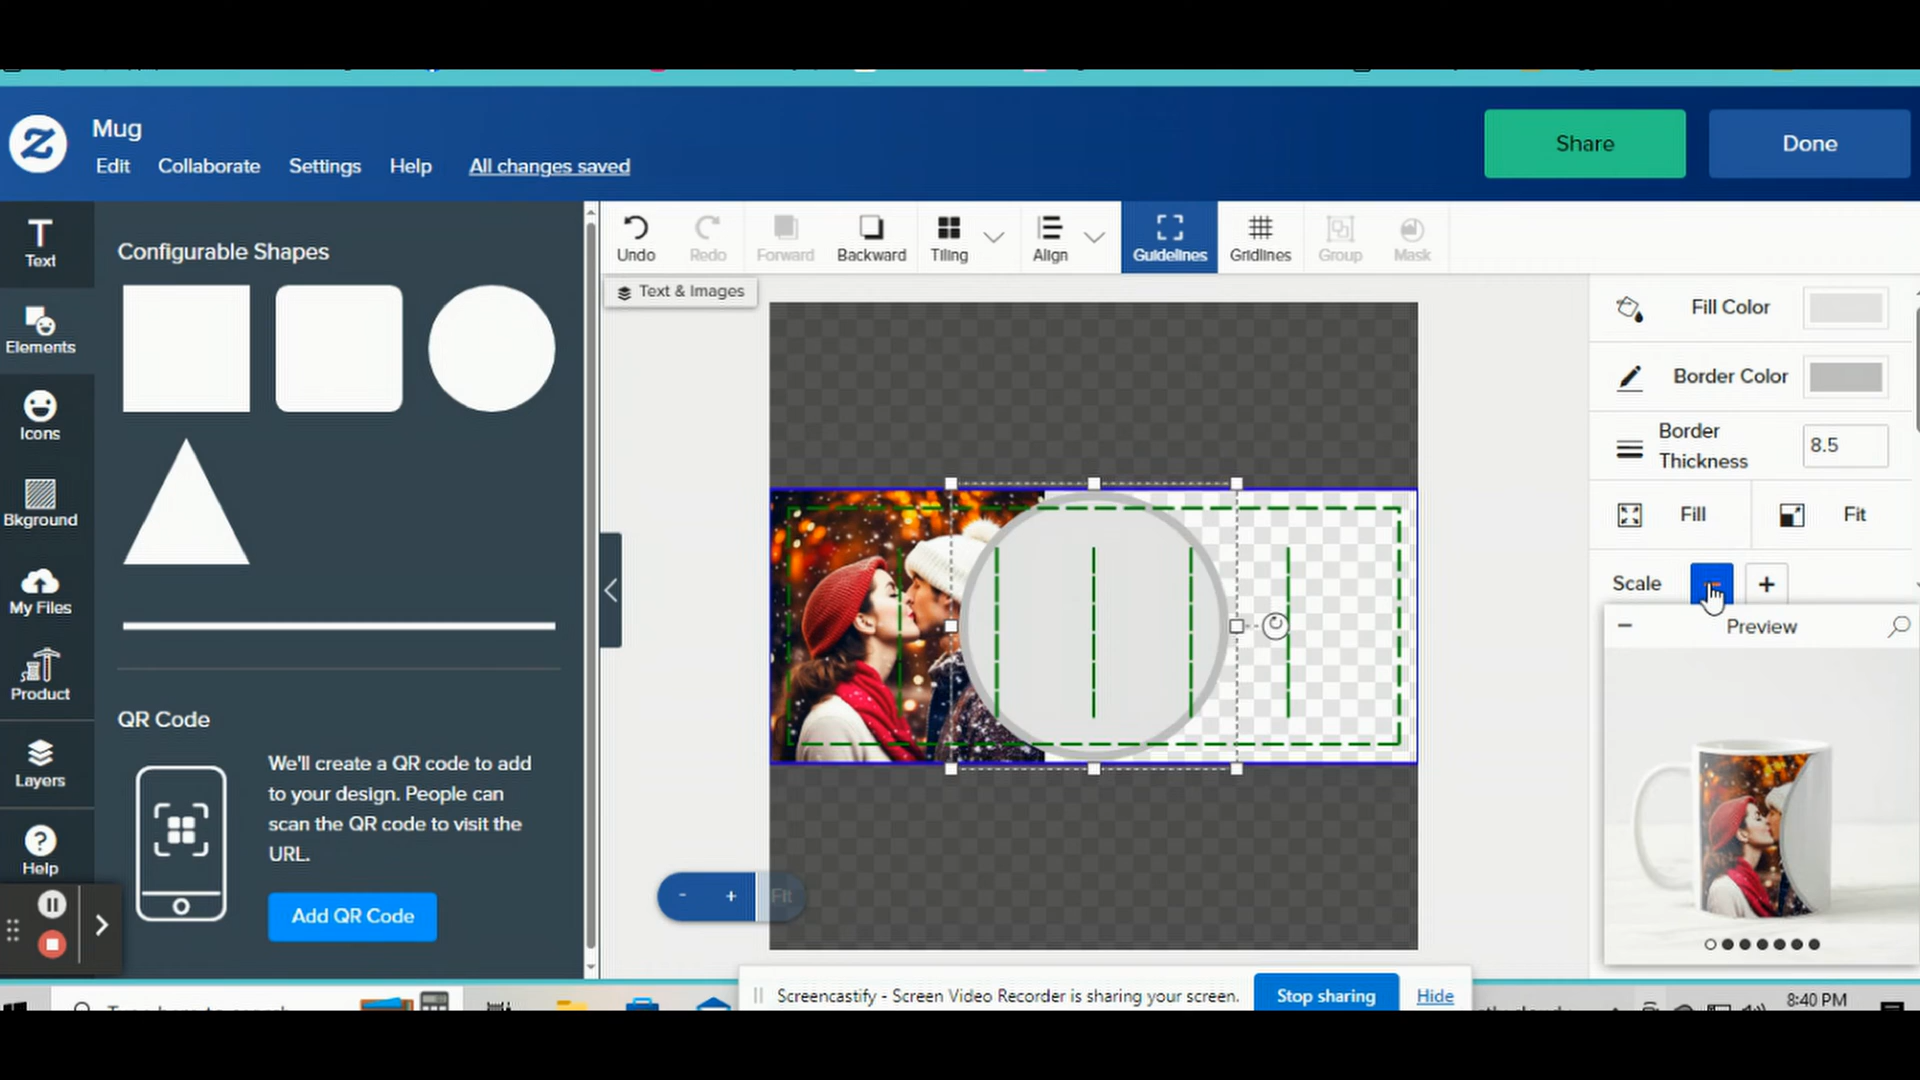 Mug
Share
Done
Edit
Collaborate
Settings
Help
All changes saved
Text
Configurable Shapes
Undo
Redo
Forward
Backward
Tiling
Align
Guidelines
Gridlines
Group
Mask
Text & Images
Fill Color
Elements
Border Color
Icons
Border
Thickness
8.5
Bkground
Fill
Fit
Scale
My Files
Preview
Product
QR Code
We'll create a QR code to add
to your design. People can
scan the QR code to visit the
URL.
Layers
Help
Add QR Code
- + Fit
Screencastify - Screen Video Recorder is sharing your screen.
Stop sharing
Hide
8:40 PM